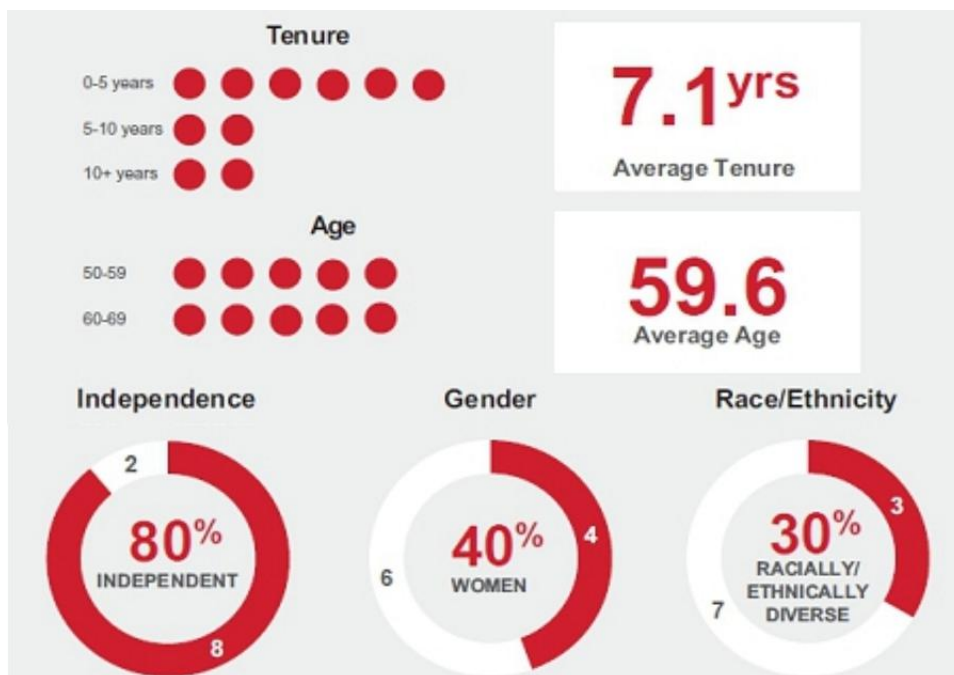 Tenure
0-5 years
5-10 years
10+ years
7.1 yrs
Average Tenure
Age
50-59
60-69
59.6
Average Age
Independence
2
80%
INDEPENDENT
8
Gender
4
40%
WOMEN
6
Race/Ethnicity
3
30%
RACIALLY/
ETHNICALLY
DIVERSE
7